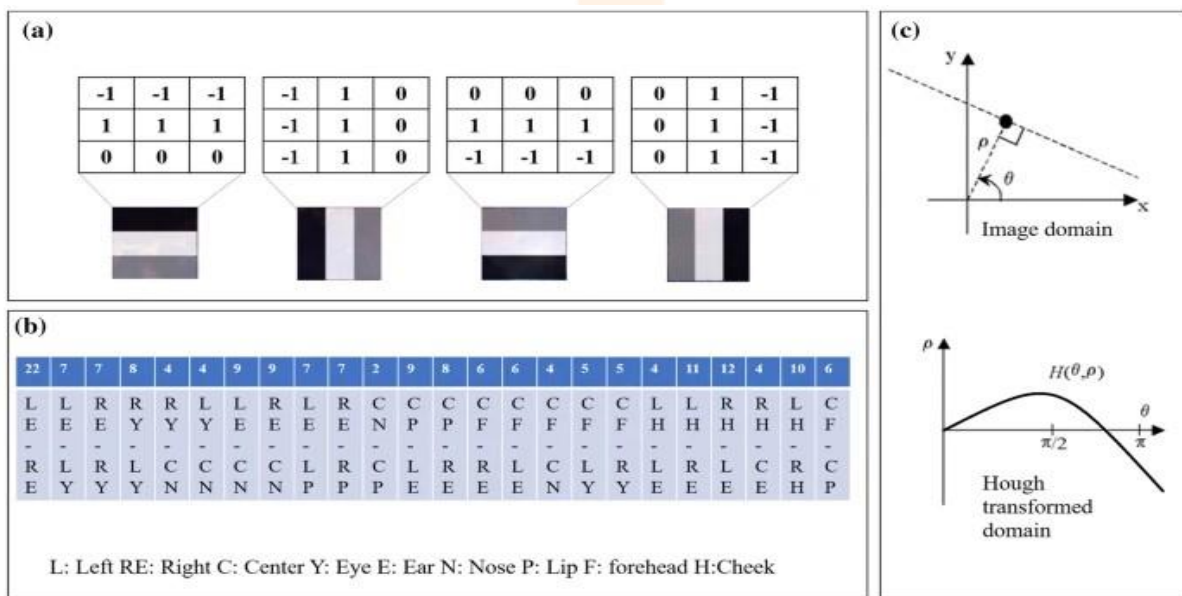 (a)
-1 -1 -1
1 1 1
0 0 0
-1 1 0
-1 1 0
-1 1 0
0 0 0
1 1 1
-1 -1 -1
0 1 -1
0 1 -1
0 1 -1
(b)
22 7 7 8 4 4 9 9 7 7 2 9 8 6 6 4 5 5 4 11 12 4 10 6
L L R R R L L R L R C C C C C C C C L L R R L C
E E E Y Y Y E E E E N P P F F F F F H H H H H F
- - - - - - - - - - - - - - - - - - - - - - - -
R L R L C C C C L R C L R R L C L R L R L C R C
E Y Y Y N N N N P P P E E E E N Y Y E E E E H P
L: Left RE: Right C: Center Y: Eye E: Ear N: Nose P: Lip F: forehead H:Cheek
(c)
y
ρ
θ
x
Image domain
ρ
H(θ,ρ)
θ
π/2
π
Hough
transformed
domain